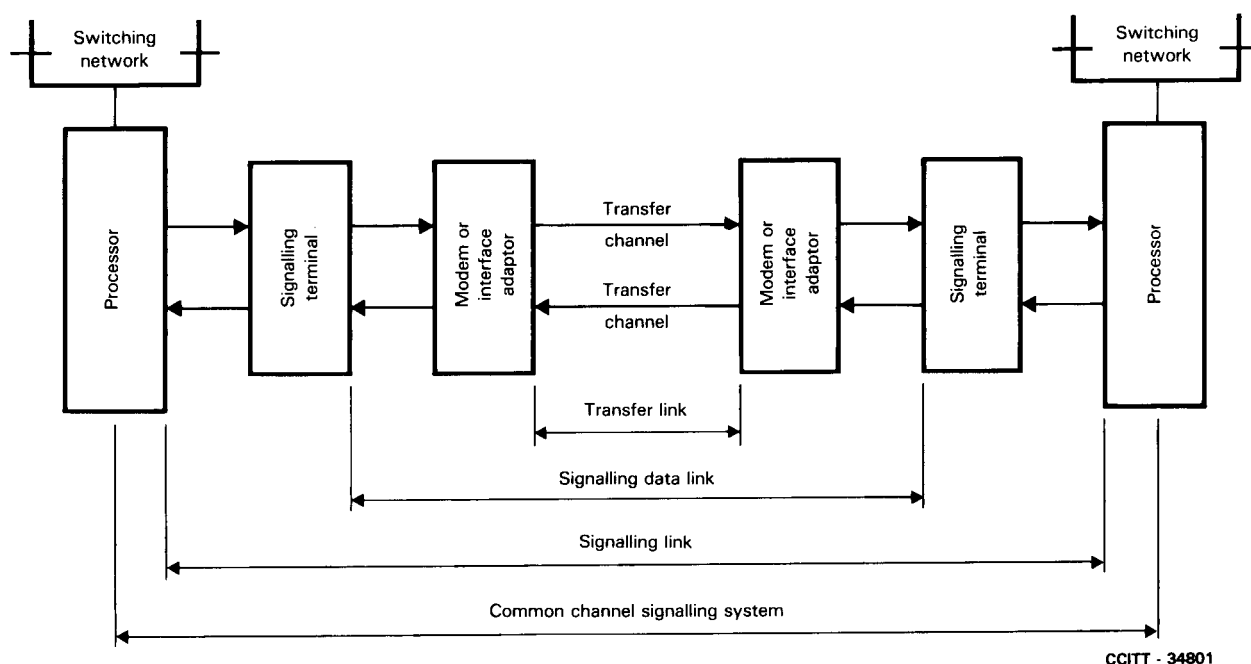 Switching
network
Switching
network
Processor
Signalling
terminal
Modem or
interface
adaptor
Transfer
channel
Transfer
channel
Modem or
interface
adaptor
Signalling
terminal
Processor
Transfer link
Signalling data link
Signalling link
Common channel signalling system
CCITT - 34801